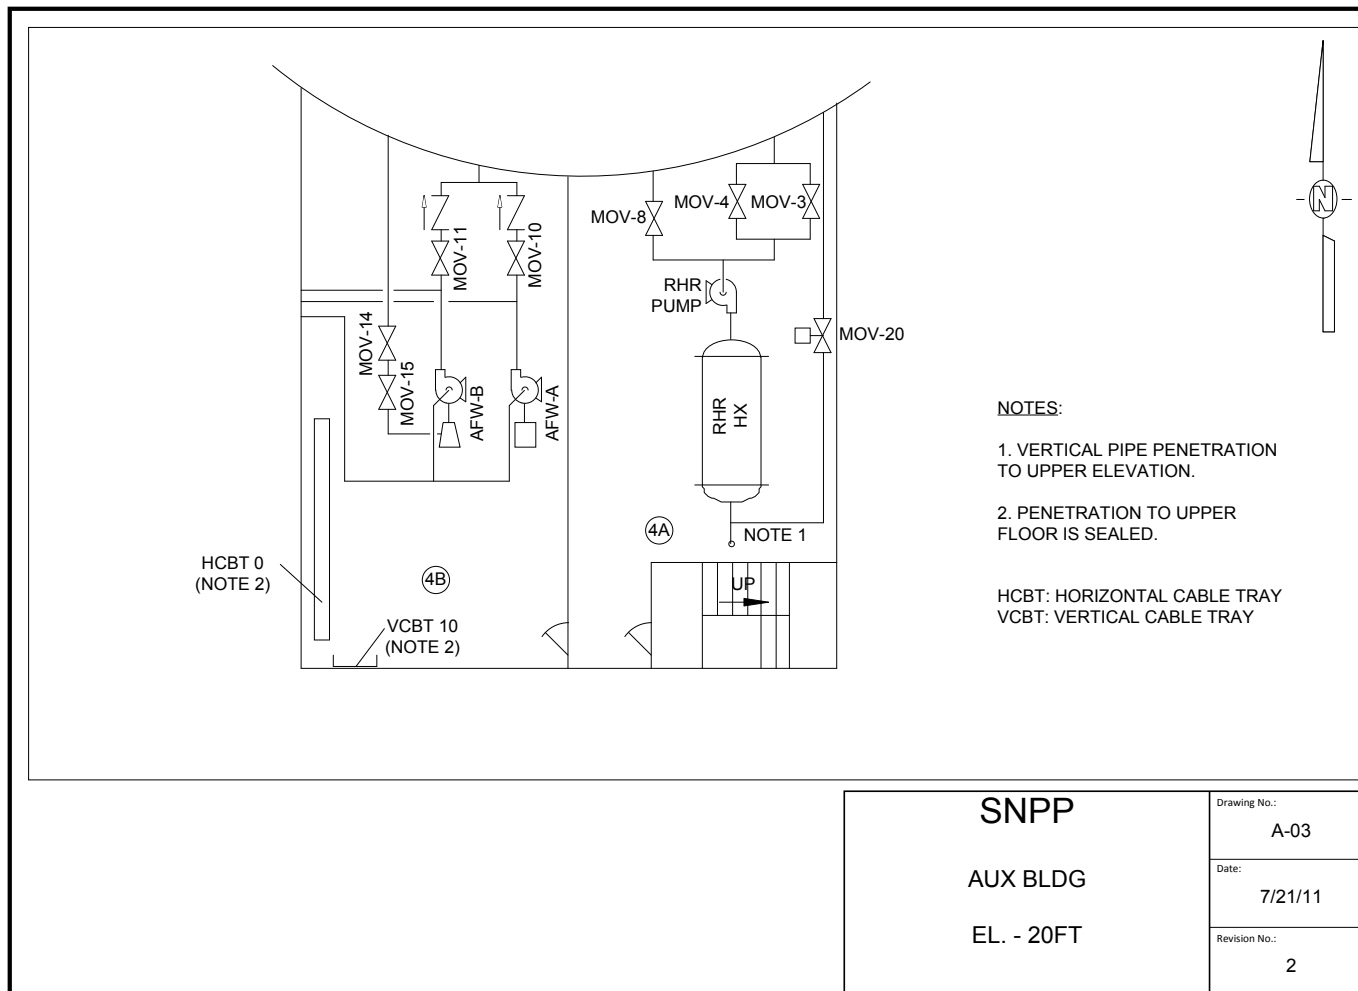 N
MOV-11
MOV-10
MOV-8
MOV-4
MOV-3
RHR
PUMP
MOV-14
MOV-15
AFW-B
AFW-A
MOV-20
RHR
HX
NOTES:
1. VERTICAL PIPE PENETRATION
TO UPPER ELEVATION.
2. PENETRATION TO UPPER
FLOOR IS SEALED.
HCBT: HORIZONTAL CABLE TRAY
VCBT: VERTICAL CABLE TRAY
4A
NOTE 1
HCBT 0
(NOTE 2)
4B
UP
VCBT 10
(NOTE 2)
SNPP
AUX BLDG
EL. - 20FT
Drawing No.:
A-03
Date:
7/21/11
Revision No.:
2